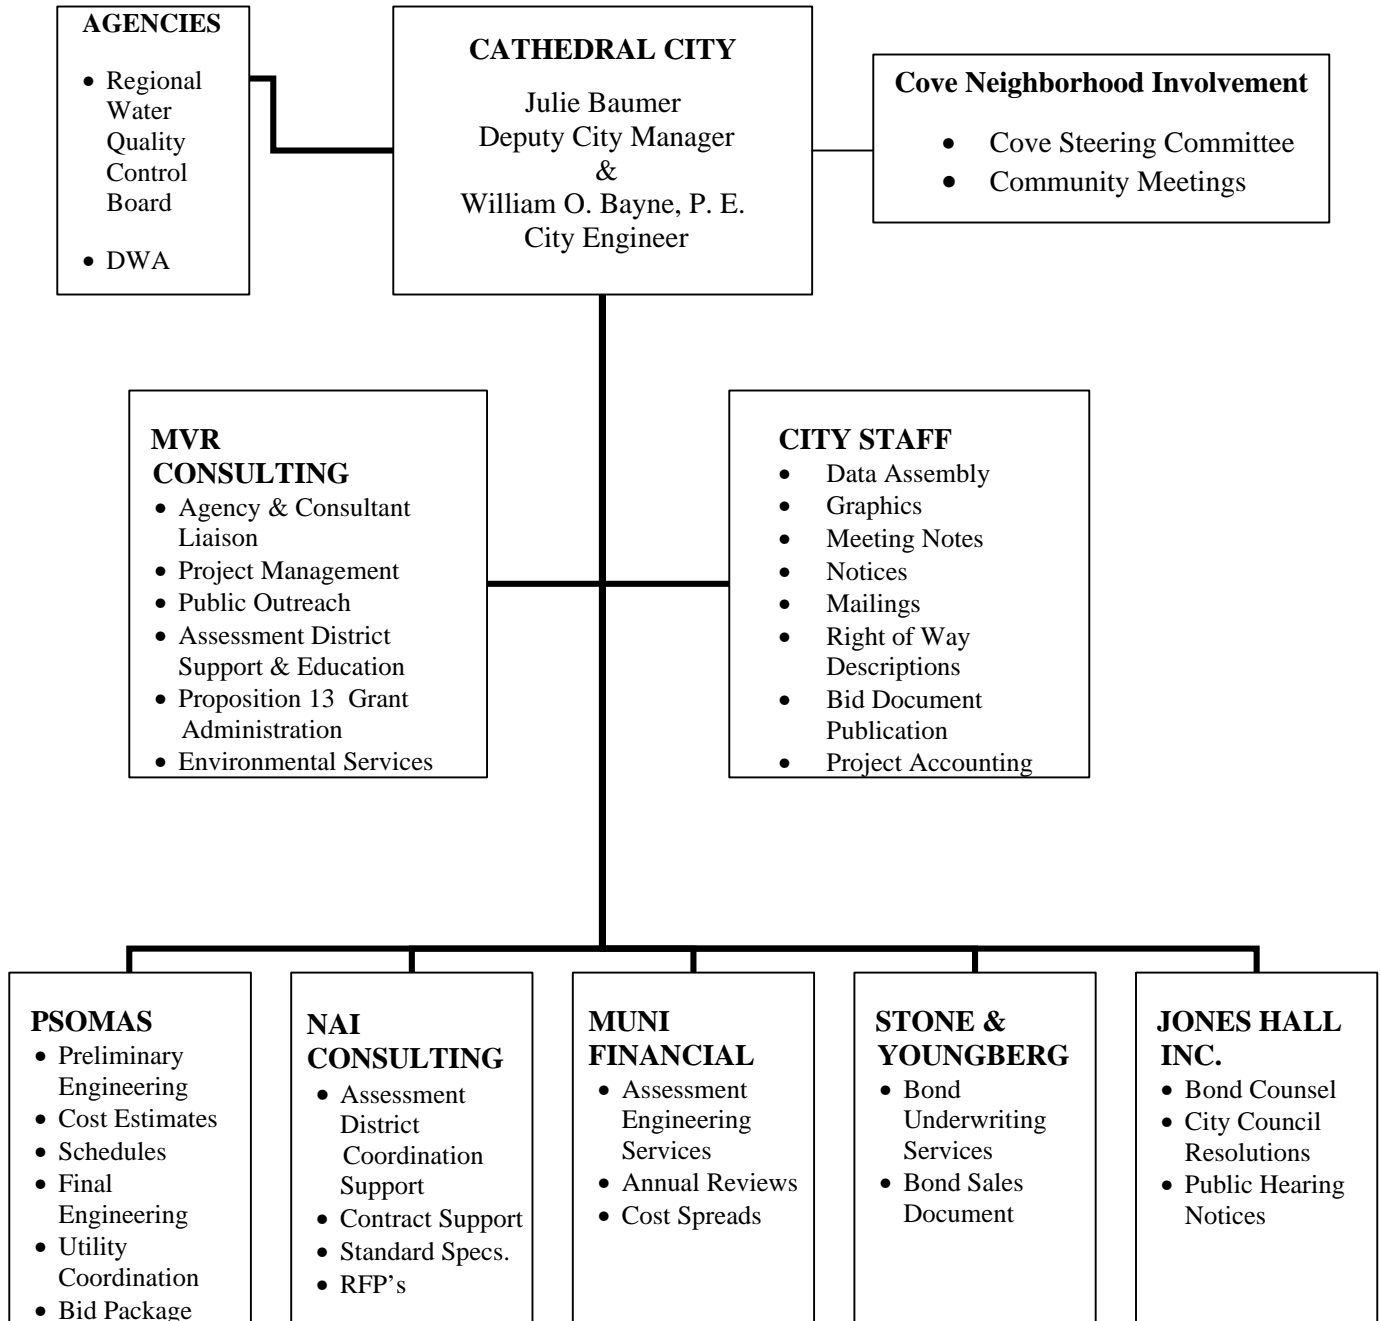 AGENCIES
• Regional
Water
Quality
Control
Board
• DWA
CATHEDRAL CITY
Julie Baumer
Deputy City Manager
&
William O. Bayne, P. E.
City Engineer
Cove Neighborhood Involvement
• Cove Steering Committee
• Community Meetings
MVR
CONSULTING
• Agency & Consultant
Liaison
• Project Management
• Public Outreach
• Assessment District
Support & Education
• Proposition 13 Grant
Administration
• Environmental Services
CITY STAFF
• Data Assembly
• Graphics
• Meeting Notes
• Notices
• Mailings
• Right of Way
Descriptions
• Bid Document
Publication
• Project Accounting
PSOMAS
• Preliminary
Engineering
• Cost Estimates
• Schedules
• Final
Engineering
• Utility
Coordination
• Bid Package
NAI
CONSULTING
• Assessment
District
Coordination
Support
• Contract Support
• Standard Specs.
• RFP’s
MUNI
FINANCIAL
• Assessment
Engineering
Services
• Annual Reviews
• Cost Spreads
STONE &
YOUNGBERG
• Bond
Underwriting
Services
• Bond Sales
Document
JONES HALL
INC.
• Bond Counsel
• City Council
Resolutions
• Public Hearing
Notices